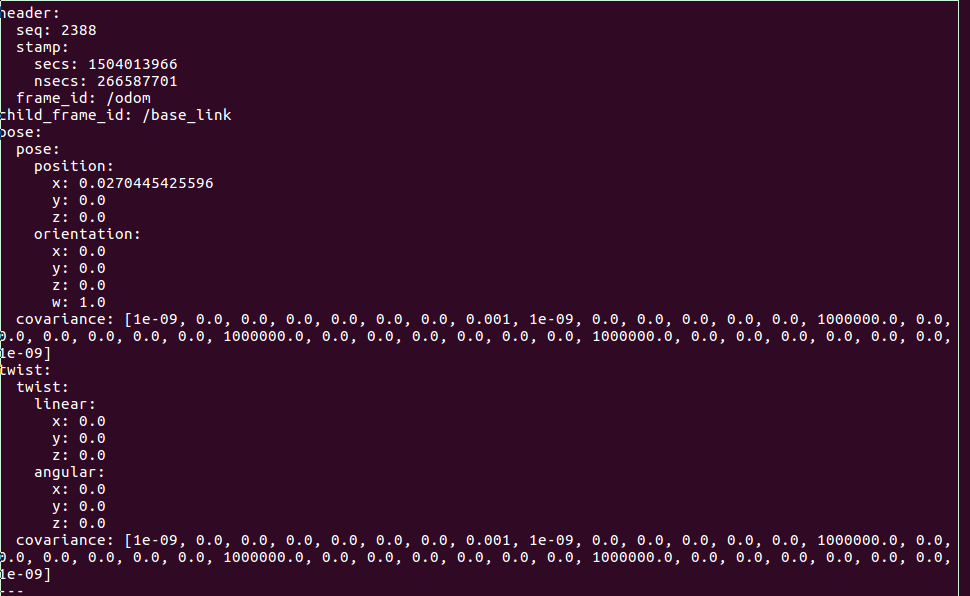 header:
  seq: 2388
  stamp:
    secs: 1504013966
    nsecs: 266587701
  frame_id: /odom
child_frame_id: /base_link
pose:
  pose:
    position:
      x: 0.0270445425596
      y: 0.0
      z: 0.0
    orientation:
      x: 0.0
      y: 0.0
      z: 0.0
      w: 1.0
  covariance: [1e-09, 0.0, 0.0, 0.0, 0.0, 0.0, 0.0, 0.001, 1e-09, 0.0, 0.0, 0.0, 0.0, 0.0, 1000000.0, 0.0,
0.0, 0.0, 0.0, 0.0, 0.0, 1000000.0, 0.0, 0.0, 0.0, 0.0, 0.0, 0.0, 1000000.0, 0.0, 0.0, 0.0, 0.0, 0.0, 0.0,
1e-09]
twist:
  twist:
    linear:
      x: 0.0
      y: 0.0
      z: 0.0
    angular:
      x: 0.0
      y: 0.0
      z: 0.0
  covariance: [1e-09, 0.0, 0.0, 0.0, 0.0, 0.0, 0.0, 0.001, 1e-09, 0.0, 0.0, 0.0, 0.0, 0.0, 1000000.0, 0.0,
0.0, 0.0, 0.0, 0.0, 0.0, 1000000.0, 0.0, 0.0, 0.0, 0.0, 0.0, 0.0, 1000000.0, 0.0, 0.0, 0.0, 0.0, 0.0, 0.0,
1e-09]
---